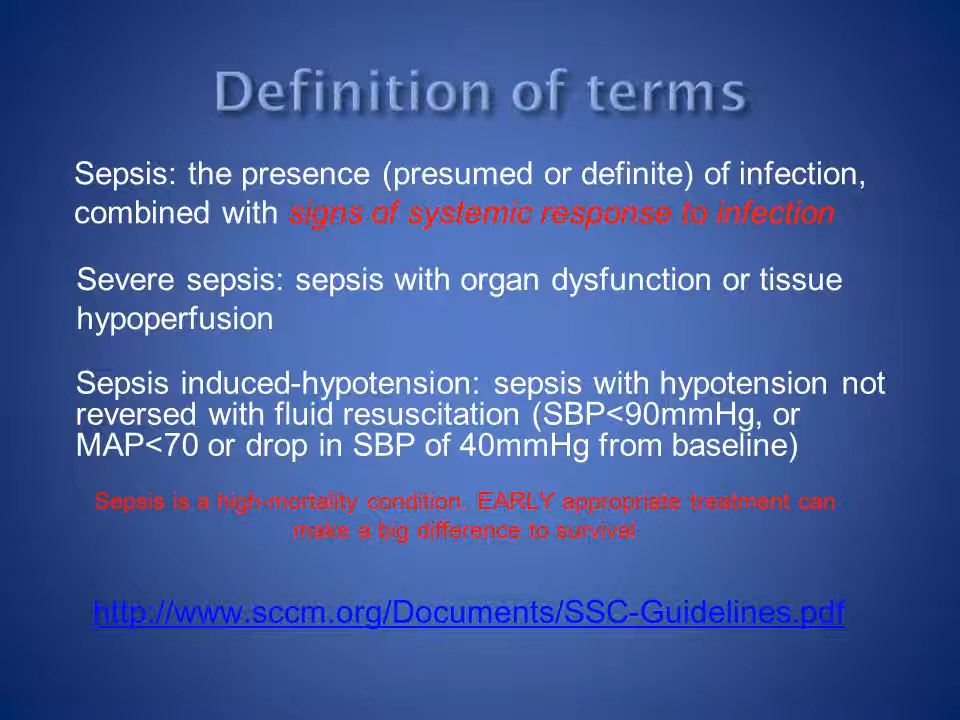 Definition of terms
Sepsis: the presence (presumed or definite) of infection,
combined with signs of systemic response to infection
Severe sepsis: sepsis with organ dysfunction or tissue
hypoperfusion
Sepsis induced-hypotension: sepsis with hypotension not
reversed with fluid resuscitation (SBP<90mmHg, or
MAP<70 or drop in SBP of 40mmHg from baseline)
Sepsis is a high-mortality condition. EARLY appropriate treatment can
make a big difference to survival
http://www.sccm.org/Documents/SSC-Guidelines.pdf